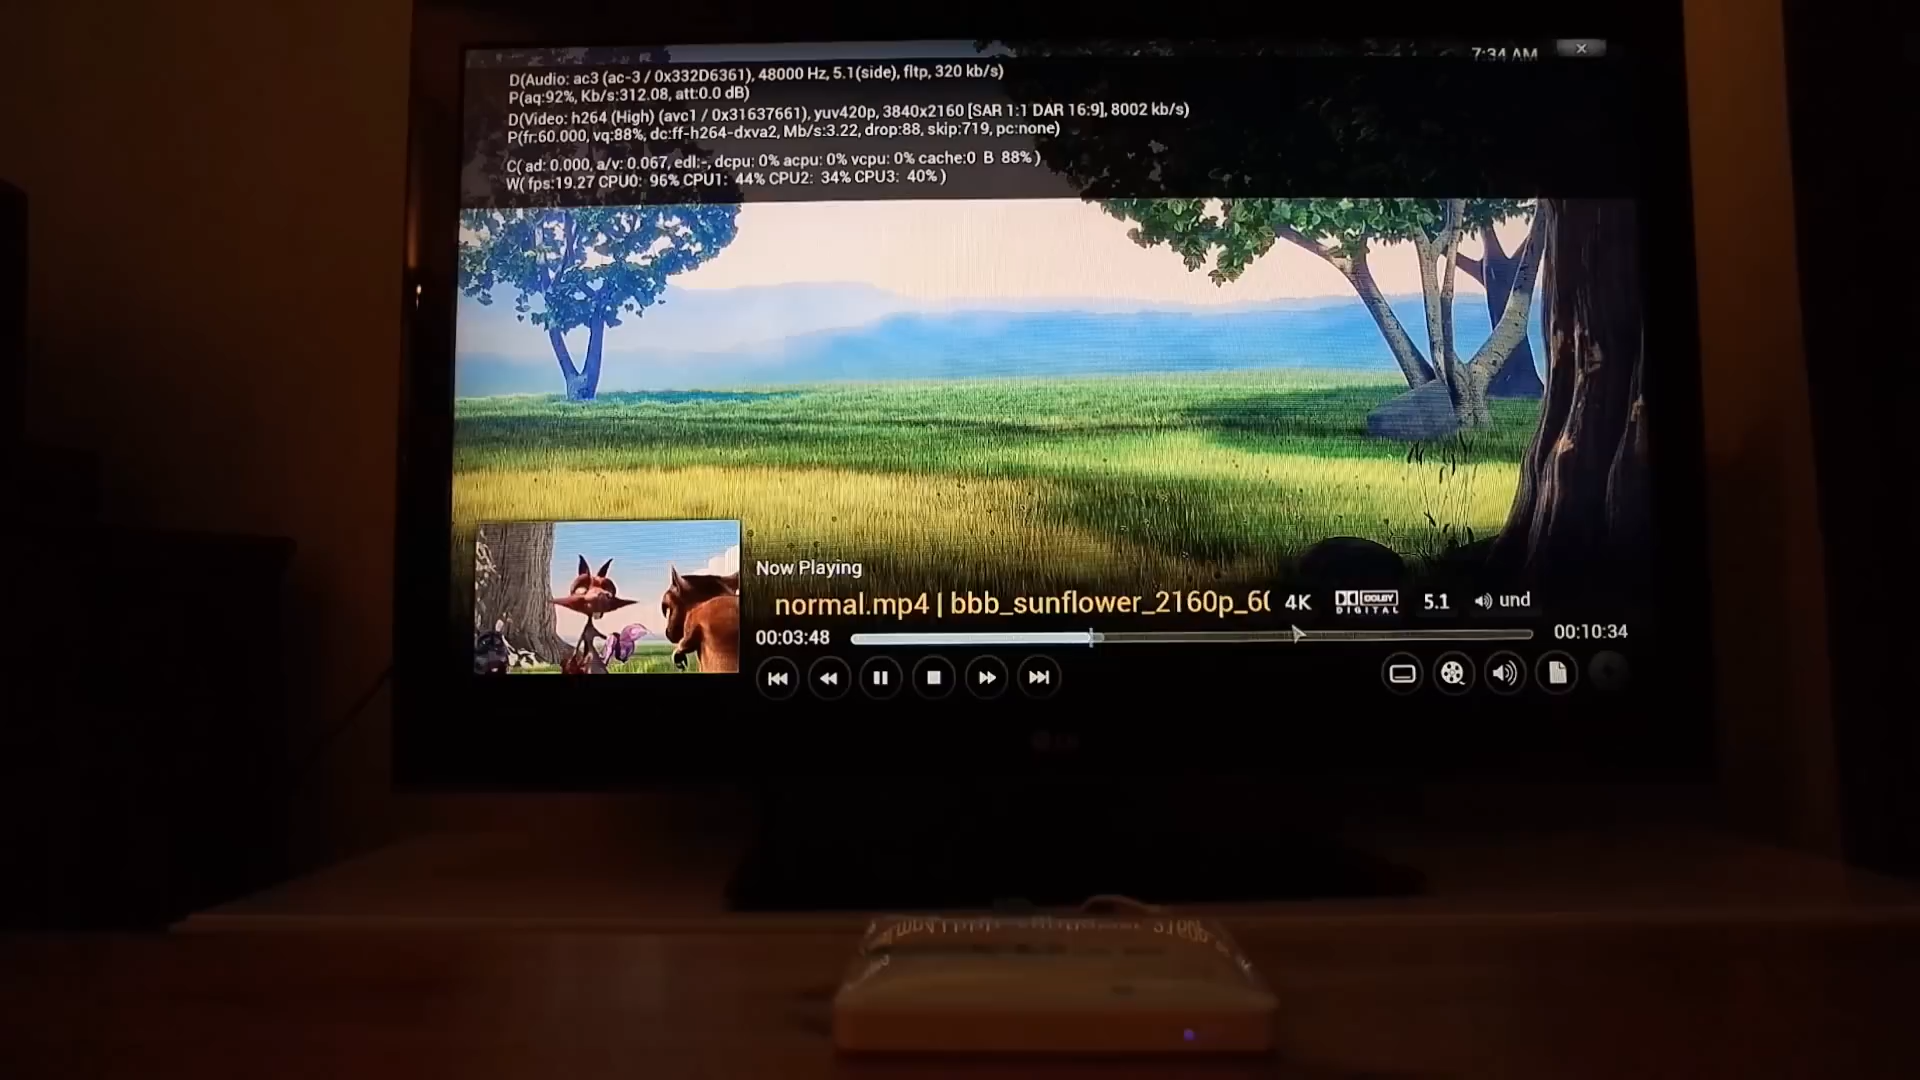 7:34 AM
D(Audio: ac3 (ac-3 / 0x332D6361), 48000 Hz, 5.1(side), fltp, 320 kb/s)
P(aq:92%, Kb/s:312.08, att:0.0 dB)
D(Video: h264 (High) (avc1 / 0x31637661), yuv420p, 3840x2160 [SAR 1:1 DAR 16:9], 8002 kb/s)
P(fr:60.000, vq:88%, dc:ff-h264-dxva2, Mb/s:3.22, drop:88, skip:719, pc:none)
C( ad: 0.000, a/v: 0.067, edl:-, dcpu: 0% acpu: 0% vcpu: 0% cache:0 B 88% )
W( fps:19.27 CPU0: 96% CPU1: 44% CPU2: 34% CPU3: 40% )
Now Playing
normal.mp4 | bbb_sunflower_2160p_60 4K DOLBY DIGITAL 5.1 und
00:03:48 00:10:34
LG